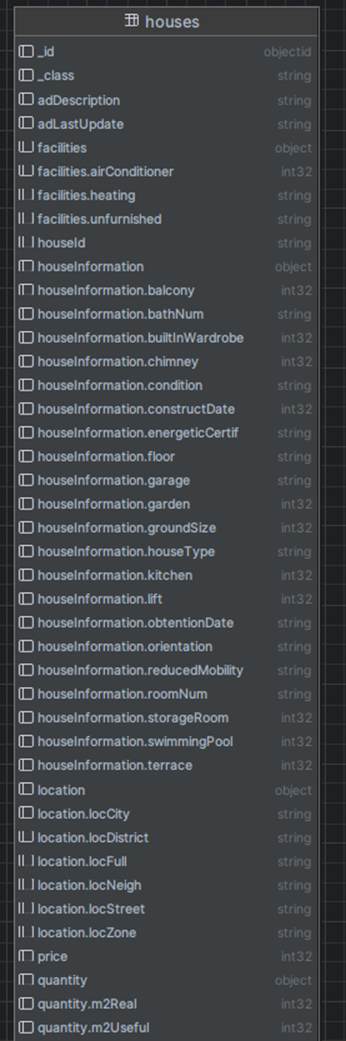 houses
_id objectid
_class string
adDescription string
adLastUpdate string
facilities object
facilities.airConditioner int32
facilities.heating string
facilities.unfurnished string
houseId string
houseInformation object
houseInformation.balcony int32
houseInformation.bathNum string
houseInformation.builtInWardrobe int32
houseInformation.chimney int32
houseInformation.condition string
houseInformation.constructDate int32
houseInformation.energeticCertif string
houseInformation.floor string
houseInformation.garage string
houseInformation.garden int32
houseInformation.groundSize int32
houseInformation.houseType string
houseInformation.kitchen int32
houseInformation.lift int32
houseInformation.obtentionDate string
houseInformation.orientation string
houseInformation.reducedMobility string
houseInformation.roomNum string
houseInformation.storageRoom int32
houseInformation.swimmingPool int32
houseInformation.terrace int32
location object
location.locCity string
location.locDistrict string
location.locFull string
location.locNeigh string
location.locStreet string
location.locZone string
price int32
quantity object
quantity.m2Real int32
quantity.m2Useful int32